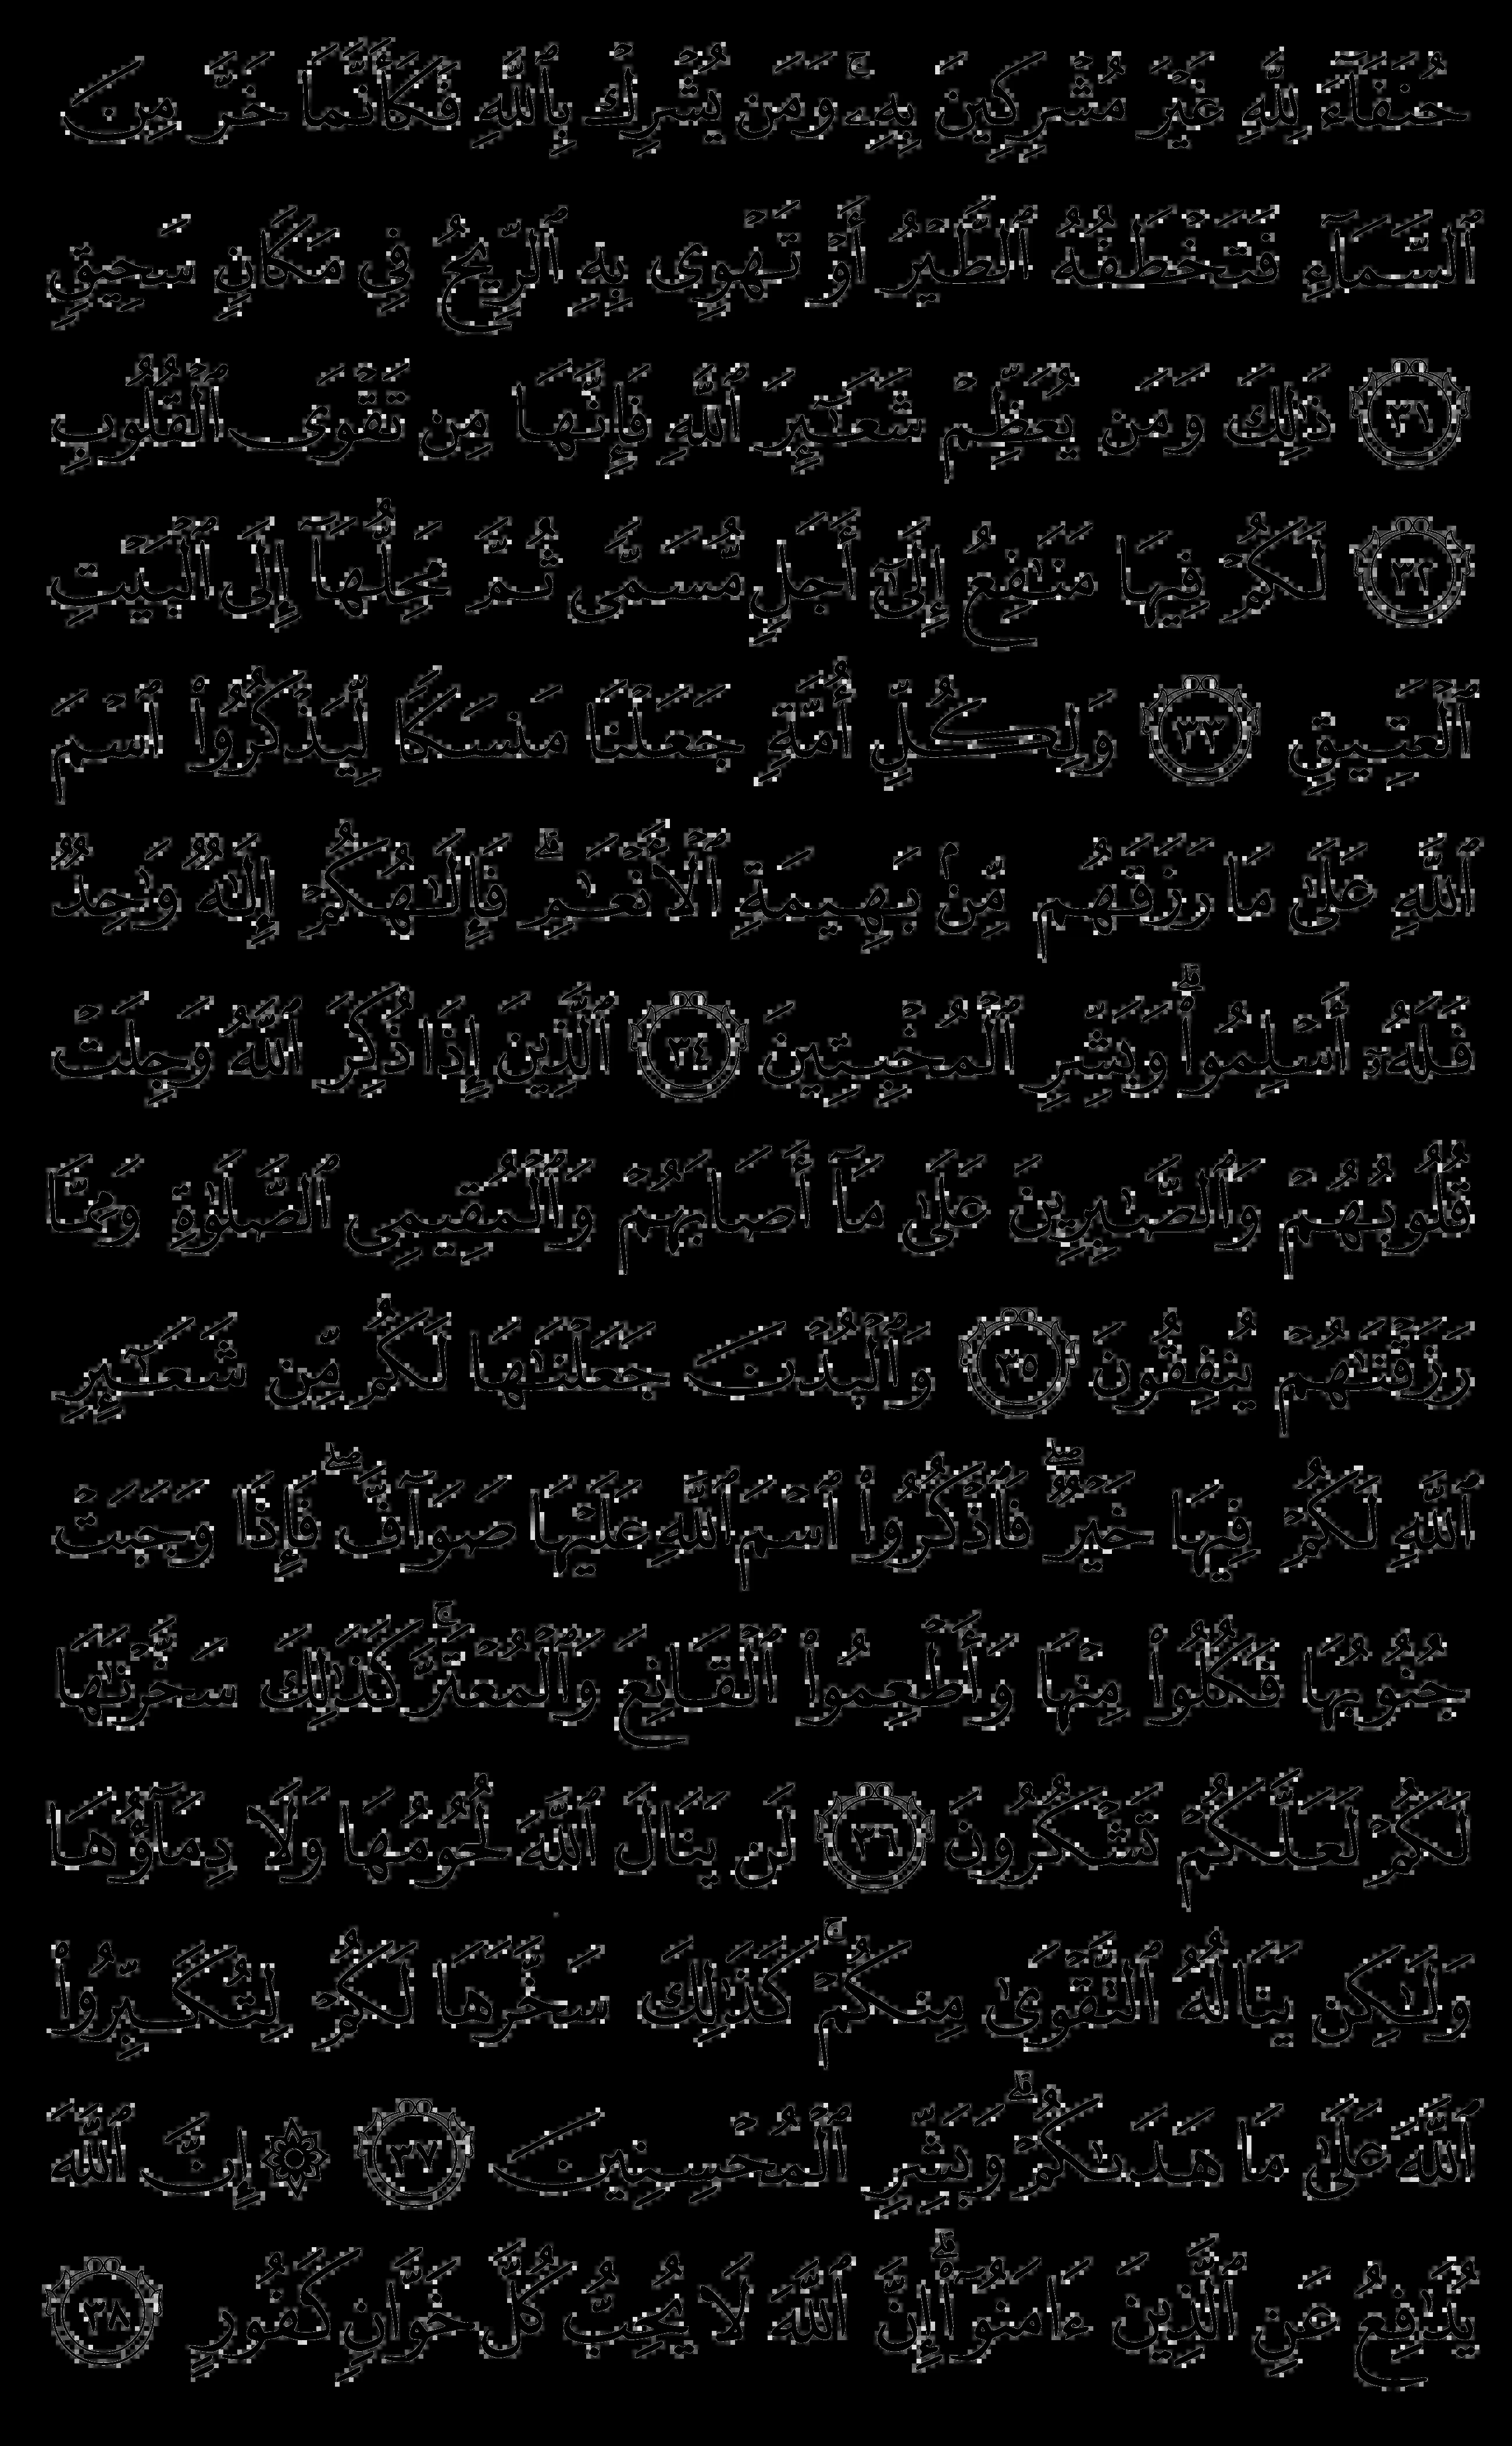 حُنَفَآءَ لِلَّهِ غَيْرَ مُشْرِكِينَ بِهِۦۚ وَمَن يُشْرِكْ بِٱللَّهِ فَكَأَنَّمَا خَرَّ مِنَ
ٱلسَّمَآءِ فَتَخْطَفُهُ ٱلطَّيْرُ أَوْ تَهْوِى بِهِ ٱلرِّيحُ فِى مَكَانٍ سَحِيقٍ
٣١ ذَٰلِكَ وَمَن يُعَظِّمْ شَعَـٰٓئِرَ ٱللَّهِ فَإِنَّهَا مِن تَقْوَى ٱلْقُلُوبِ
٣٢ لَكُمْ فِيهَا مَنَـٰفِعُ إِلَىٰٓ أَجَلٍ مُّسَمًّى ثُمَّ مَحِلُّهَآ إِلَى ٱلْبَيْتِ
ٱلْعَتِيقِ ٣٣ وَلِكُلِّ أُمَّةٍ جَعَلْنَا مَنسَكًا لِّيَذْكُرُوا۟ ٱسْمَ
ٱللَّهِ عَلَىٰ مَا رَزَقَهُم مِّنۢ بَهِيمَةِ ٱلْأَنْعَـٰمِۗ فَإِلَـٰهُكُمْ إِلَـٰهٌ وَٰحِدٌ
فَلَهُۥٓ أَسْلِمُوا۟ۗ وَبَشِّرِ ٱلْمُخْبِتِينَ ٣٤ ٱلَّذِينَ إِذَا ذُكِرَ ٱللَّهُ وَجِلَتْ
قُلُوبُهُمْ وَٱلصَّـٰبِرِينَ عَلَىٰ مَآ أَصَابَهُمْ وَٱلْمُقِيمِى ٱلصَّلَوٰةِ وَمِمَّا
رَزَقْنَـٰهُمْ يُنفِقُونَ ٣٥ وَٱلْبُدْنَ جَعَلْنَـٰهَا لَكُم مِّن شَعَـٰٓئِرِ
ٱللَّهِ لَكُمْ فِيهَا خَيْرٌۖ فَٱذْكُرُوا۟ ٱسْمَ ٱللَّهِ عَلَيْهَا صَوَآفَّۖ فَإِذَا وَجَبَتْ
جُنُوبُهَا فَكُلُوا۟ مِنْهَا وَأَطْعِمُوا۟ ٱلْقَانِعَ وَٱلْمُعْتَرَّۚ كَذَٰلِكَ سَخَّرْنَـٰهَا
لَكُمْ لَعَلَّكُمْ تَشْكُرُونَ ٣٦ لَن يَنَالَ ٱللَّهَ لُحُومُهَا وَلَا دِمَآؤُهَا
وَلَـٰكِن يَنَالُهُ ٱلتَّقْوَىٰ مِنكُمْۚ كَذَٰلِكَ سَخَّرَهَا لَكُمْ لِتُكَبِّرُوا۟
ٱللَّهَ عَلَىٰ مَا هَدَىٰكُمْۗ وَبَشِّرِ ٱلْمُحْسِنِينَ ٣٧ ۞ إِنَّ ٱللَّهَ
يُدَٰفِعُ عَنِ ٱلَّذِينَ ءَامَنُوٓا۟ۗ إِنَّ ٱللَّهَ لَا يُحِبُّ كُلَّ خَوَّانٍ كَفُورٍ ٣٨